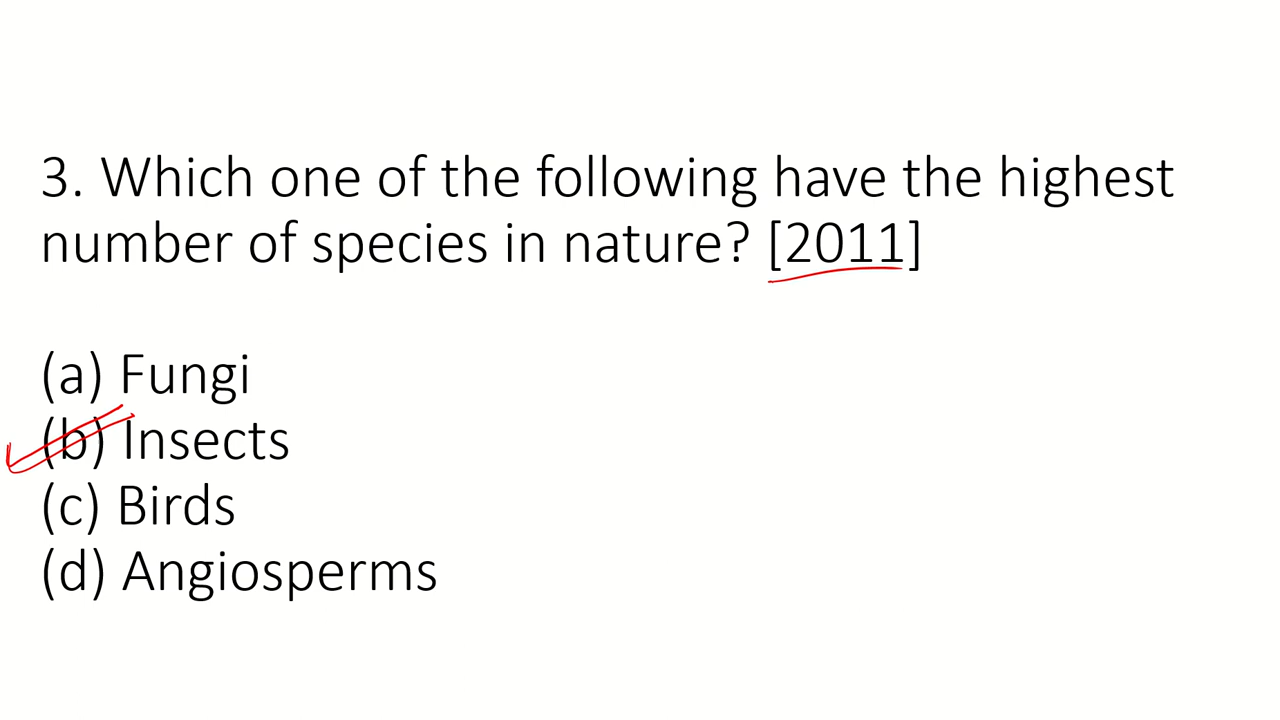 3. Which one of the following have the highest
number of species in nature? [2011]
(a) Fungi
(b) Insects
(c) Birds
(d) Angiosperms